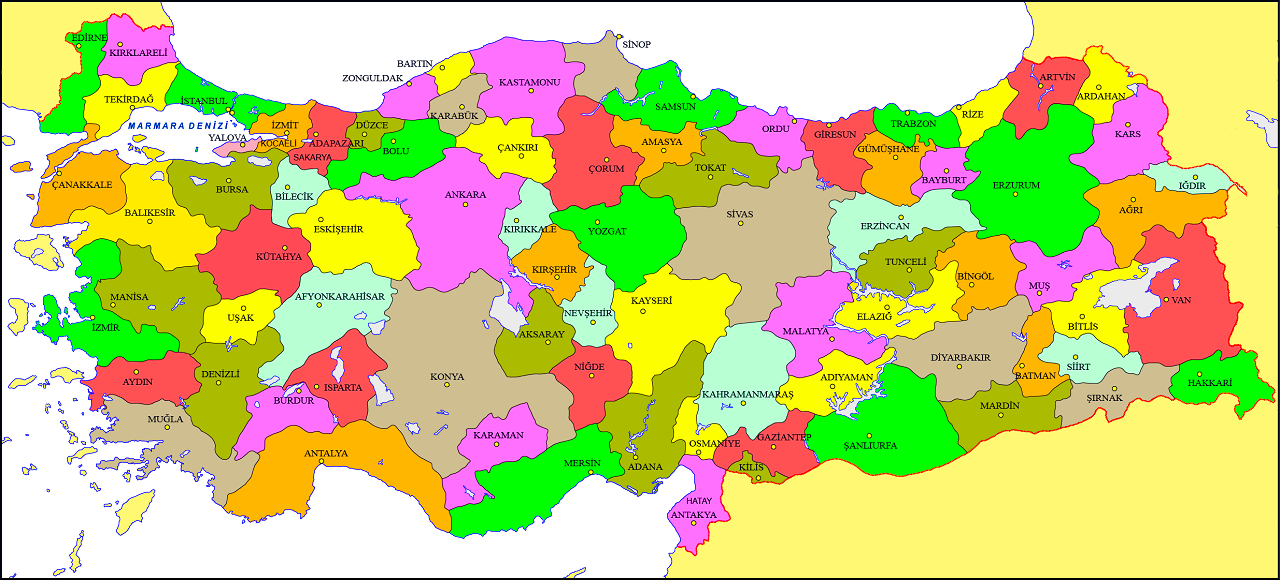 EDİRNE
KIRKLARELİ
TEKİRDAĞ
İSTANBUL
MARMARA DENİZİ
YALOVA
İZMİT
KOCAELİ
ADAPAZARI
SAKARYA
DÜZCE
BOLU
ZONGULDAK
BARTIN
KARABÜK
KASTAMONU
SİNOP
ÇANKIRI
ÇORUM
SAMSUN
AMASYA
TOKAT
ORDU
GİRESUN
GÜMÜŞHANE
TRABZON
BAYBURT
RİZE
ARTVİN
ARDAHAN
KARS
IĞDIR
AĞRI
ERZURUM
ERZİNCAN
SİVAS
YOZGAT
KIRIKKALE
ANKARA
ESKİŞEHİR
BİLECİK
BURSA
BALIKESİR
ÇANAKKALE
KÜTAHYA
MANİSA
İZMİR
UŞAK
AFYONKARAHİSAR
KIRŞEHİR
NEVŞEHİR
AKSARAY
KAYSERİ
MALATYA
TUNCELİ
ELAZIĞ
BİNGÖL
MUŞ
BİTLİS
VAN
HAKKARİ
ŞIRNAK
SİİRT
BATMAN
DİYARBAKIR
MARDİN
ŞANLIURFA
ADIYAMAN
KAHRAMANMARAŞ
GAZİANTEP
KİLİS
OSMANİYE
HATAY
ANTAKYA
ADANA
MERSİN
NİĞDE
KARAMAN
KONYA
ISPARTA
BURDUR
ANTALYA
DENİZLİ
AYDIN
MUĞLA